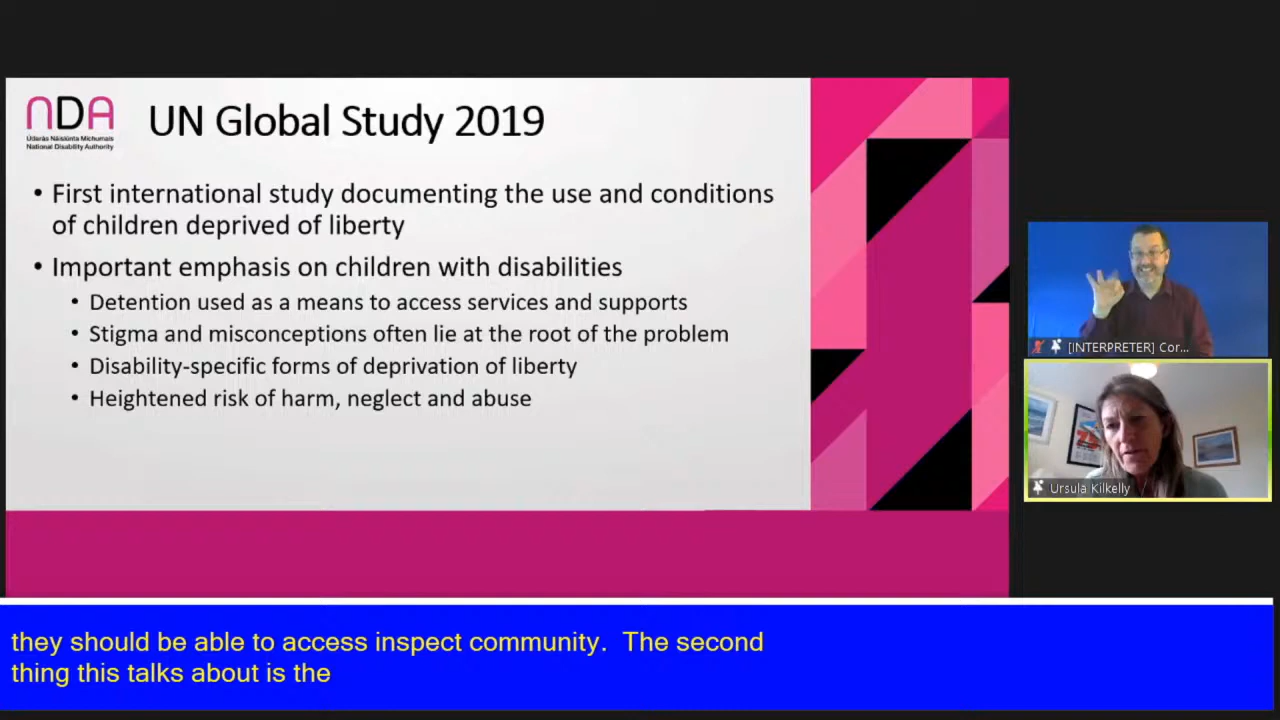 nDA
Údarás Náisiúnta Míchumais
National Disability Authority
UN Global Study 2019
• First international study documenting the use and conditions
of children deprived of liberty
• Important emphasis on children with disabilities
• Detention used as a means to access services and supports
• Stigma and misconceptions often lie at the root of the problem
• Disability-specific forms of deprivation of liberty
• Heightened risk of harm, neglect and abuse
[INTERPRETER] Cor...
Ursula Kilkelly
they should be able to access inspect community. The second
thing this talks about is the